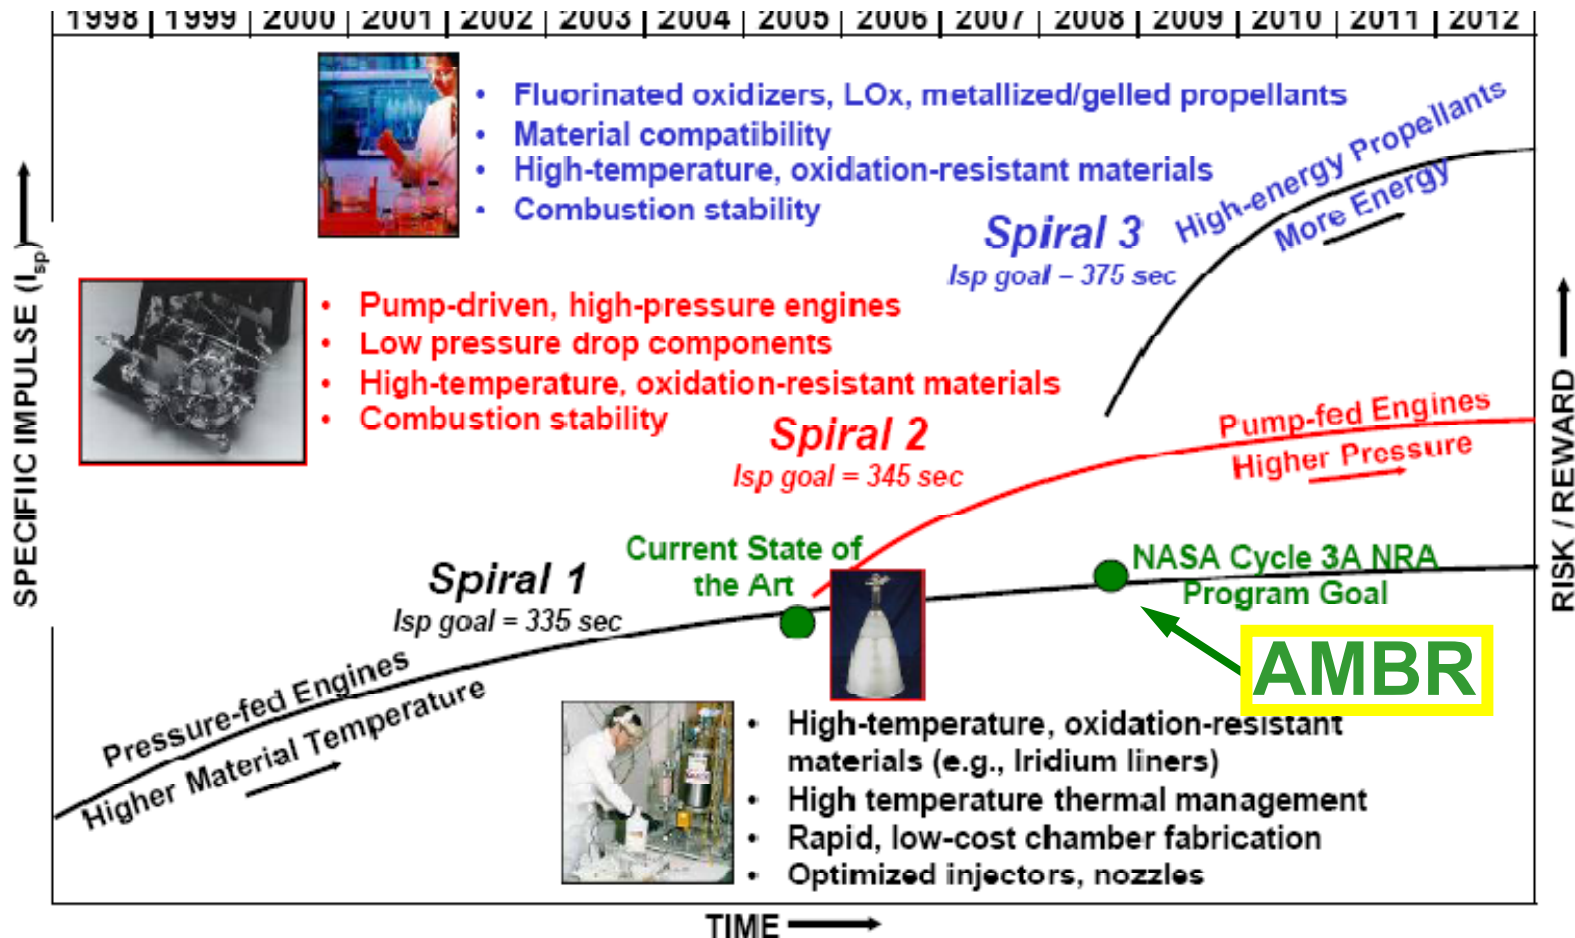 1998 1999 2000 2001 2002 2003 2004 2005 2006 2007 2008 2009 2010 2011 2012
• Fluorinated oxidizers, LOx, metallized/gelled propellants
• Material compatibility
• High-temperature, oxidation-resistant materials
• Combustion stability
Spiral 3
Isp goal – 375 sec
High-energy Propellants
More Energy
• Pump-driven, high-pressure engines
• Low pressure drop components
• High-temperature, oxidation-resistant materials
• Combustion stability
Spiral 2
Isp goal = 345 sec
Pump-fed Engines
Higher Pressure
SPECIFIIC IMPULSE (Isp)
RISK / REWARD
Current State of
the Art
NASA Cycle 3A NRA
Program Goal
AMBR
Spiral 1
Isp goal = 335 sec
Pressure-fed Engines
Higher Material Temperature
• High-temperature, oxidation-resistant
materials (e.g., Iridium liners)
• High temperature thermal management
• Rapid, low-cost chamber fabrication
• Optimized injectors, nozzles
TIME